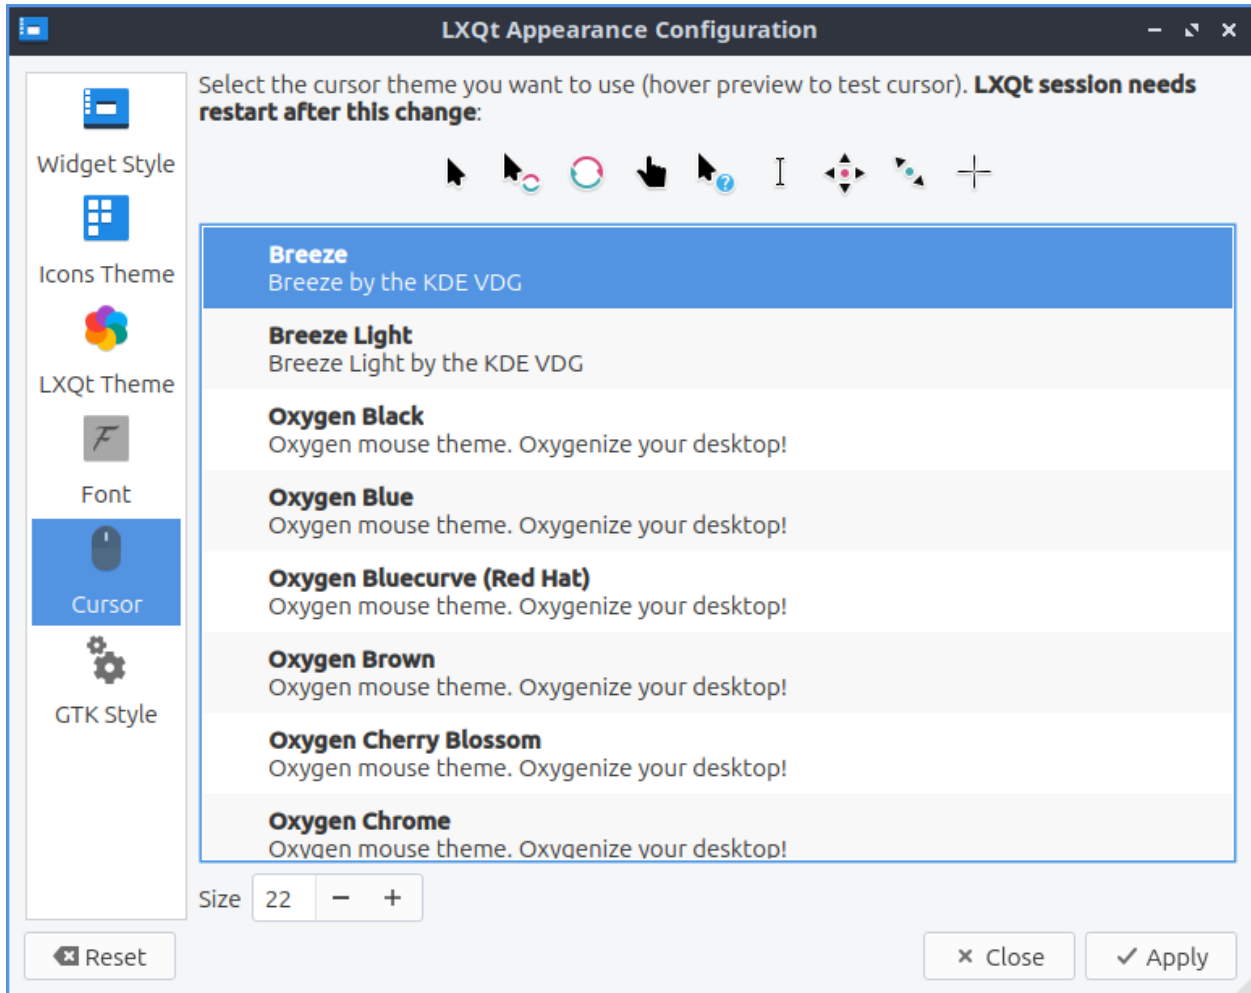 LXQt Appearance Configuration
Select the cursor theme you want to use (hover preview to test cursor). LXQt session needs
restart after this change:
Widget Style
Icons Theme
LXQt Theme
Font
Cursor
GTK Style
Breeze
Breeze by the KDE VDG
Breeze Light
Breeze Light by the KDE VDG
Oxygen Black
Oxygen mouse theme. Oxygenize your desktop!
Oxygen Blue
Oxygen mouse theme. Oxygenize your desktop!
Oxygen Bluecurve (Red Hat)
Oxygen mouse theme. Oxygenize your desktop!
Oxygen Brown
Oxygen mouse theme. Oxygenize your desktop!
Oxygen Cherry Blossom
Oxygen mouse theme. Oxygenize your desktop!
Oxygen Chrome
Oxygen mouse theme. Oxygenize your desktop!
Size 22 − +
Reset
Close
Apply